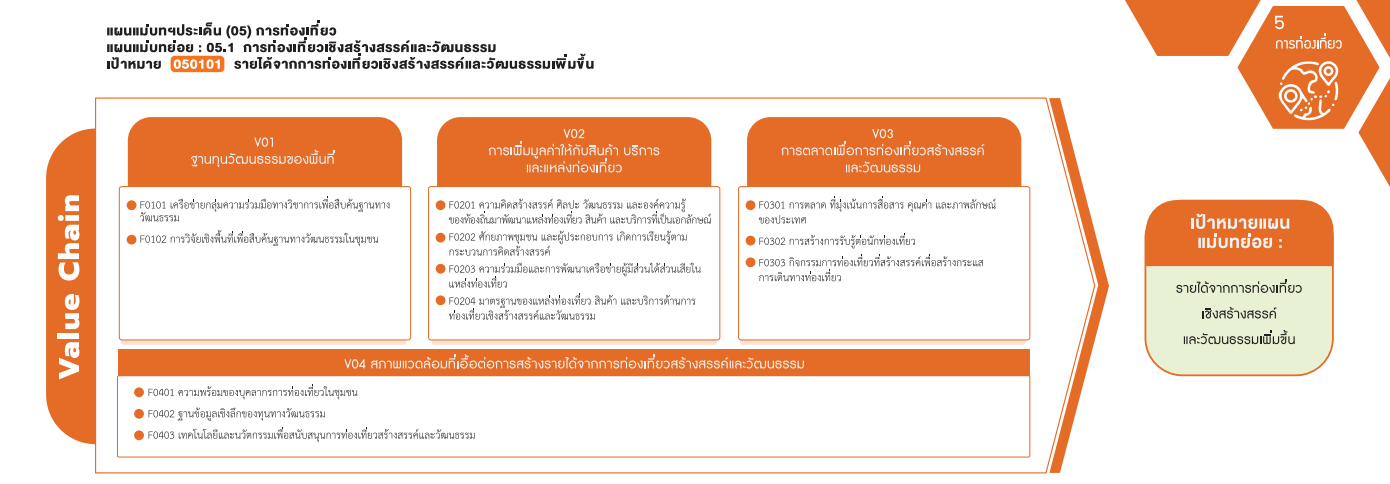 แผนแม่บทฯประเด็น (05) การท่องเที่ยว
แผนแม่บทย่อย : 05.1 การท่องเที่ยวเชิงสร้างสรรค์และวัฒนธรรม
เป้าหมาย 050101 รายได้จากการท่องเที่ยวเชิงสร้างสรรค์และวัฒนธรรมเพิ่มขึ้น
5
การท่องเที่ยว
Value Chain
V01
ฐานทุนวัฒนธรรมของพื้นที่
F0101 เครือข่ายกลุ่มความร่วมมือทางวิชาการเพื่อสืบค้นฐานทาง
วัฒนธรรม
F0102 การวิจัยเชิงพื้นที่เพื่อสืบค้นฐานทางวัฒนธรรมในชุมชน
V02
การเพิ่มมูลค่าให้กับสินค้า บริการ
และแหล่งท่องเที่ยว
F0201 ความคิดสร้างสรรค์ ศิลปะ วัฒนธรรม และองค์ความรู้
ของท้องถิ่นมาพัฒนาแหล่งท่องเที่ยว สินค้า และบริการที่เป็นเอกลักษณ์
F0202 ศักยภาพชุมชน และผู้ประกอบการ เกิดการเรียนรู้ตาม
กระบวนการคิดสร้างสรรค์
F0203 ความร่วมมือและการพัฒนาเครือข่ายผู้มีส่วนได้ส่วนเสียใน
แหล่งท่องเที่ยว
F0204 มาตรฐานของแหล่งท่องเที่ยว สินค้า และบริการด้านการ
ท่องเที่ยวเชิงสร้างสรรค์และวัฒนธรรม
V03
การตลาดเพื่อการท่องเที่ยวสร้างสรรค์
และวัฒนธรรม
F0301 การตลาด ที่มุ่งเน้นการสื่อสาร คุณค่า และภาพลักษณ์
ของประเทศ
F0302 การสร้างการรับรู้ต่อนักท่องเที่ยว
F0303 กิจกรรมการท่องเที่ยวที่สร้างสรรค์เพื่อสร้างกระแส
การเดินทางท่องเที่ยว
V04 สภาพแวดล้อมที่เอื้อต่อการสร้างรายได้จากการท่องเที่ยวสร้างสรรค์และวัฒนธรรม
F0401 ความพร้อมของบุคลากรการท่องเที่ยวในชุมชน
F0402 ฐานข้อมูลเชิงลึกของทุนทางวัฒนธรรม
F0403 เทคโนโลยีและนวัตกรรมเพื่อสนับสนุนการท่องเที่ยวสร้างสรรค์และวัฒนธรรม
เป้าหมายแผน
แม่บทย่อย :
รายได้จากการท่องเที่ยว
เชิงสร้างสรรค์
และวัฒนธรรมเพิ่มขึ้น